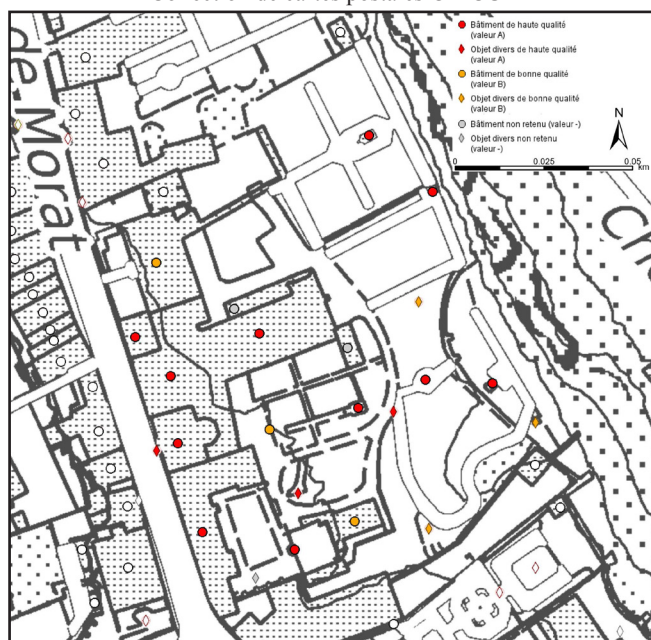 de Morat
Bâtiment de haute qualité
(valeur A)
Objet divers de haute qualité
(valeur A)
Bâtiment de bonne qualité
(valeur B)
Objet divers de bonne qualité
(valeur B)
Bâtiment non retenu (valeur -)
Objet divers non retenu
(valeur -)
N
0 0.025 0.05
km